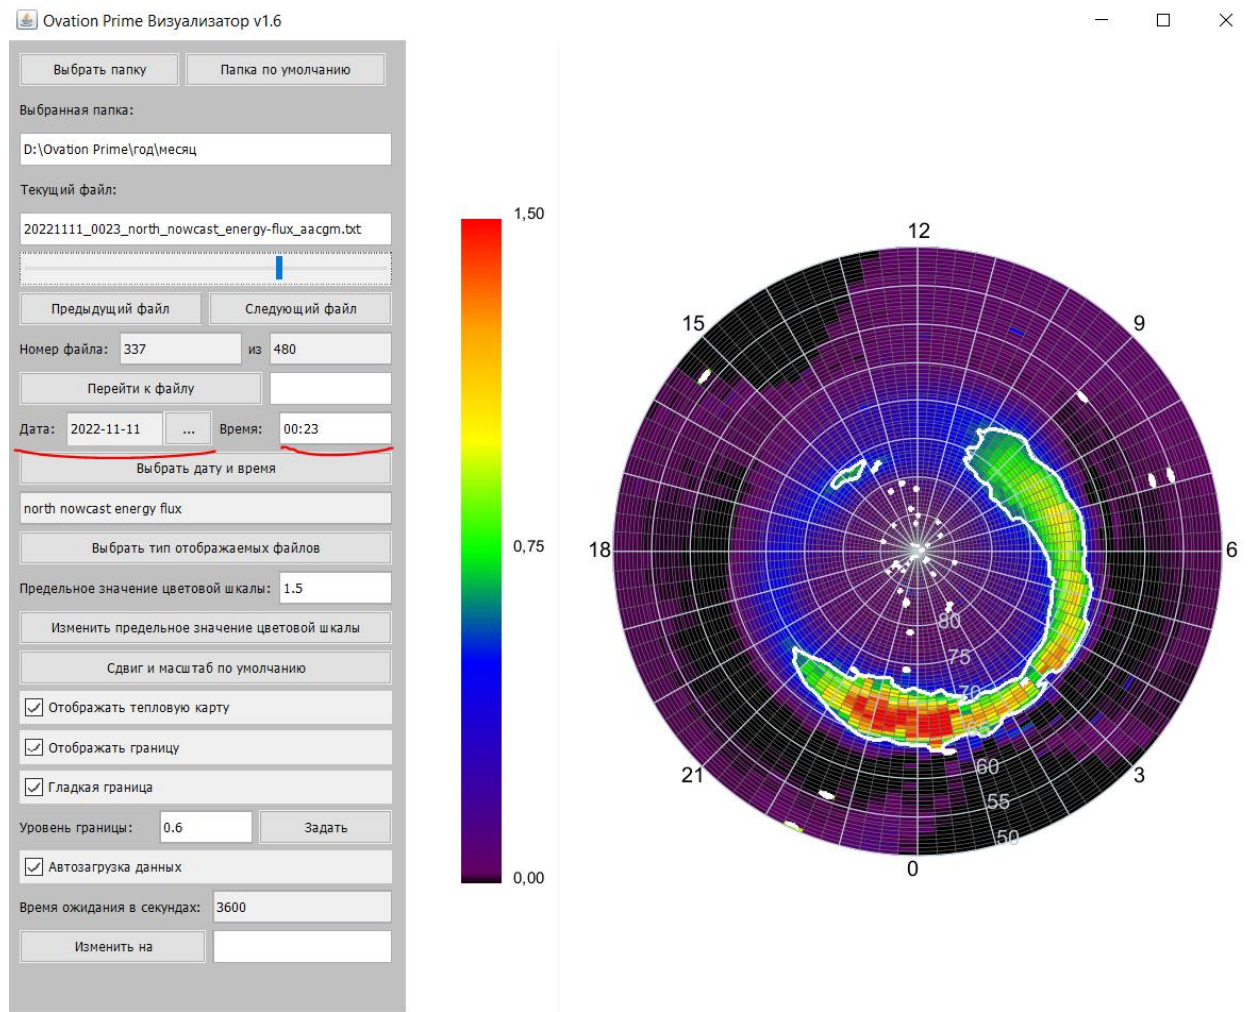 Ovation Prime Визуализатор v1.6
Выбрать папку Папка по умолчанию
Выбранная папка:
D:\Ovation Prime\год\месяц
Текущий файл:
20221111_0023_north_nowcast_energy-flux_aacgm.txt
Предыдущий файл Следующий файл
Номер файла: 337 из 480
Перейти к файлу
Дата: 2022-11-11 ... Время: 00:23
Выбрать дату и время
north nowcast energy flux
Выбрать тип отображаемых файлов
Предельное значение цветовой шкалы: 1.5
Изменить предельное значение цветовой шкалы
Сдвиг и масштаб по умолчанию
Отображать тепловую карту
Отображать границу
Гладкая граница
Уровень границы: 0.6 Задать
Автозагрузка данных
Время ожидания в секундах: 3600
Изменить на
1,50
0,75
0,00
12
15
9
18
6
80
75
70
65
60
21
3
55
50
0